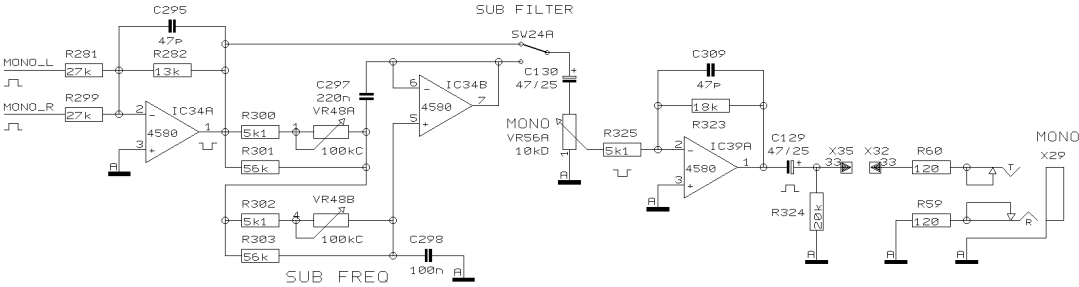 SUB FILTER
C295
47p
SW24A
R281
MONO_L
27k
R282
13k
R299
MONO_R
27k
2
3
1
IC34A
4580
A
C297
220n
R300
5k1
1
VR48A
100kC
R301
56k
6
5
7
IC34B
4580
R302
5k1
4
VR48B
100kC
R303
56k
C298
100n
A
SUB FREQ
C130
+
47/25
MONO
VR56A
10kD
1
A
R325
5k1
C309
47p
18k
R323
2
3
1
IC39A
4580
A
C129
47/25
+
R324
20k
A
X35
33
X32
33
R60
120
T
R59
120
R
A
A
MONO
X29